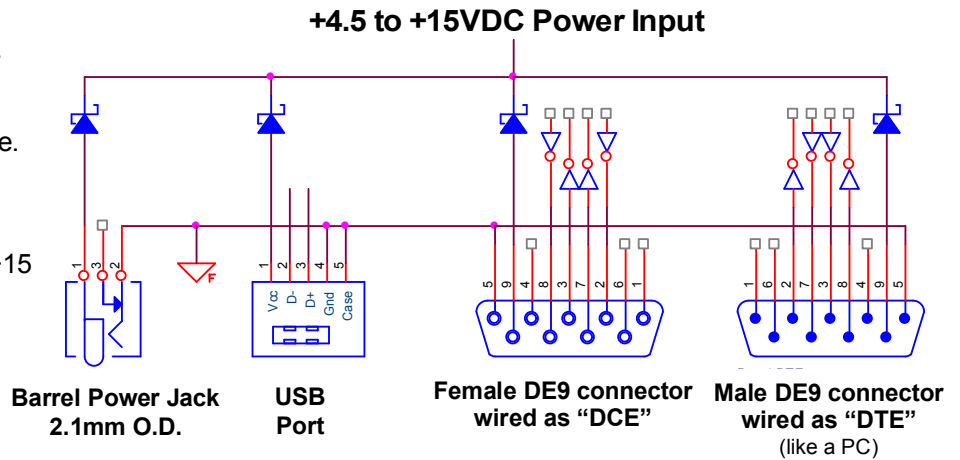 +4.5 to +15VDC Power Input
e.
15
F
1 3 2
1 2 3 4 5
Vcc D- D+ Gnd Case
5 9 4 8 3 7 2 6 1
1 6 2 7 3 8 4 9 5
Barrel Power Jack
2.1mm O.D.
USB
Port
Female DE9 connector
wired as “DCE”
Male DE9 connector
wired as “DTE”
(like a PC)